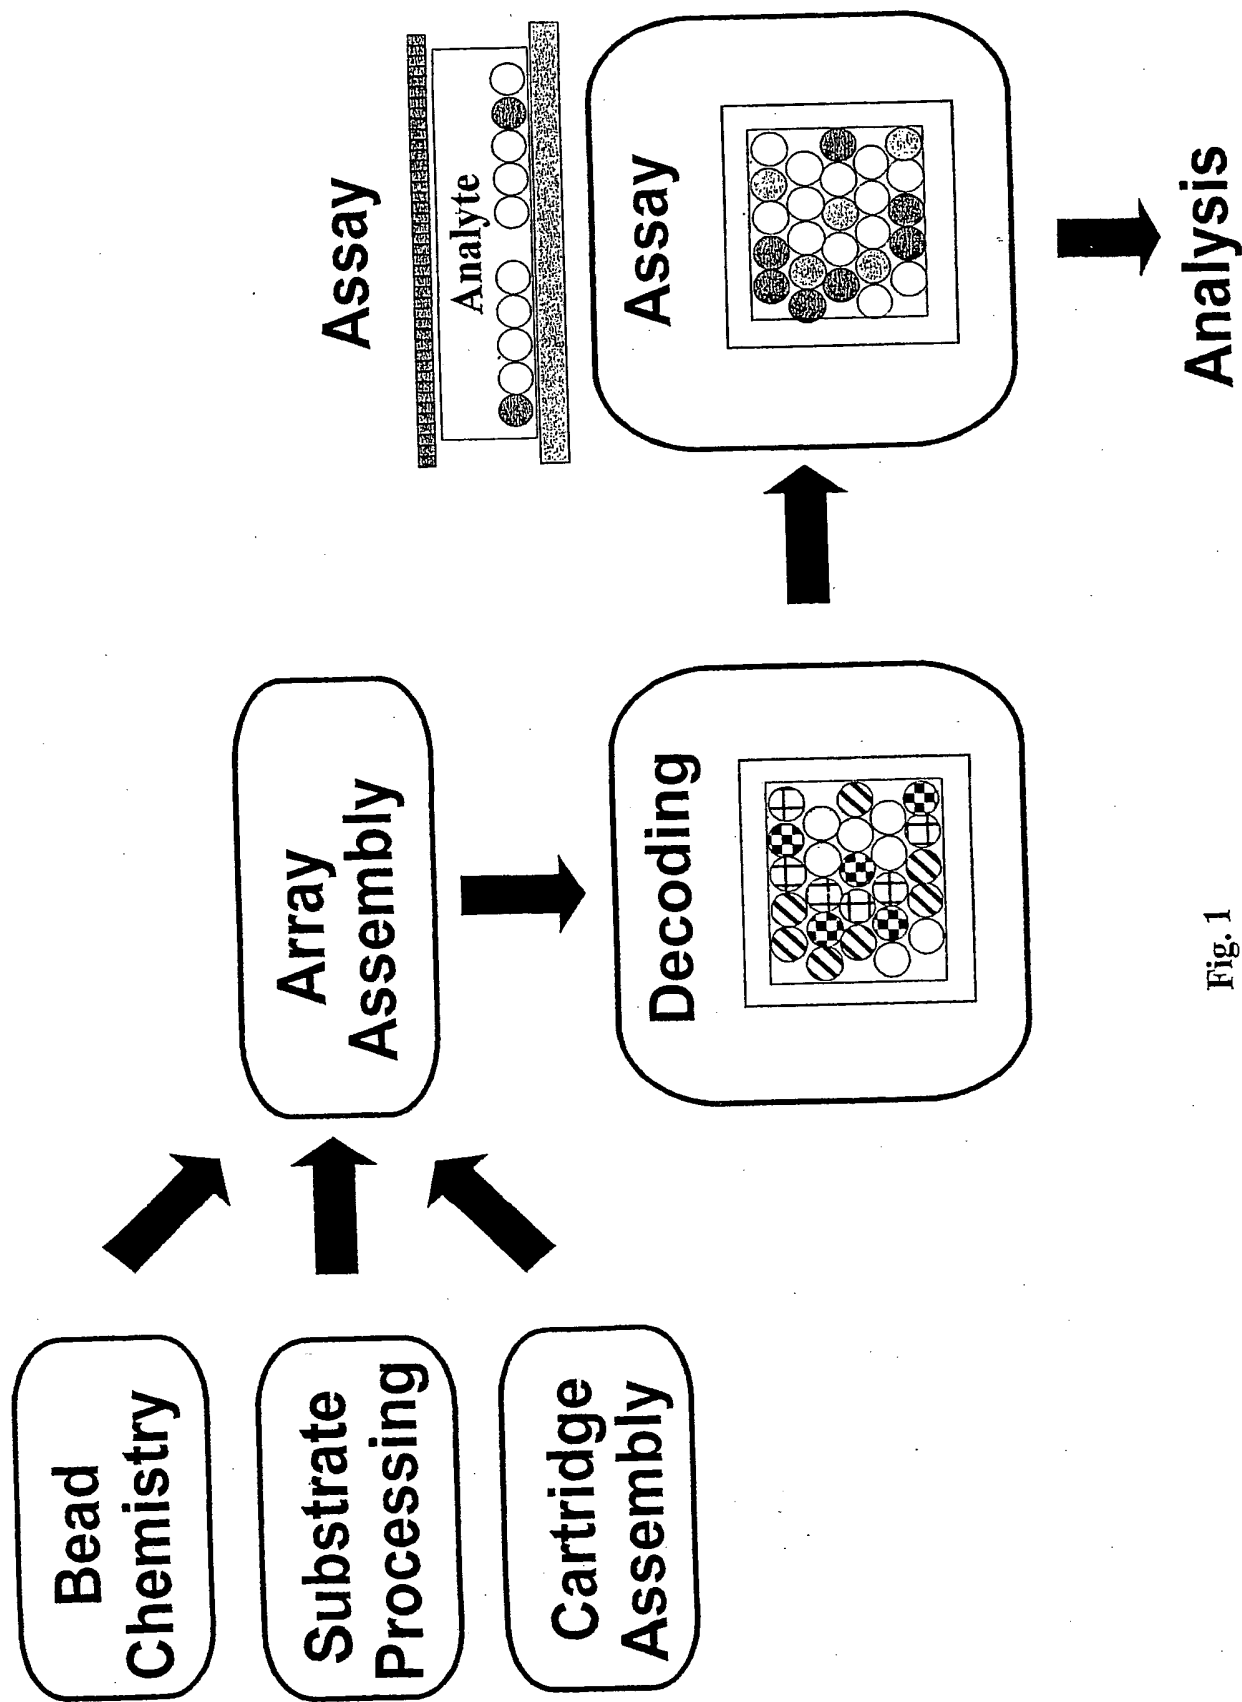 Bead
Chemistry
Substrate
Processing
Cartridge
Assembly
Array
Assembly
Decoding
Assay
Analyte
Assay
Analysis
Fig. 1